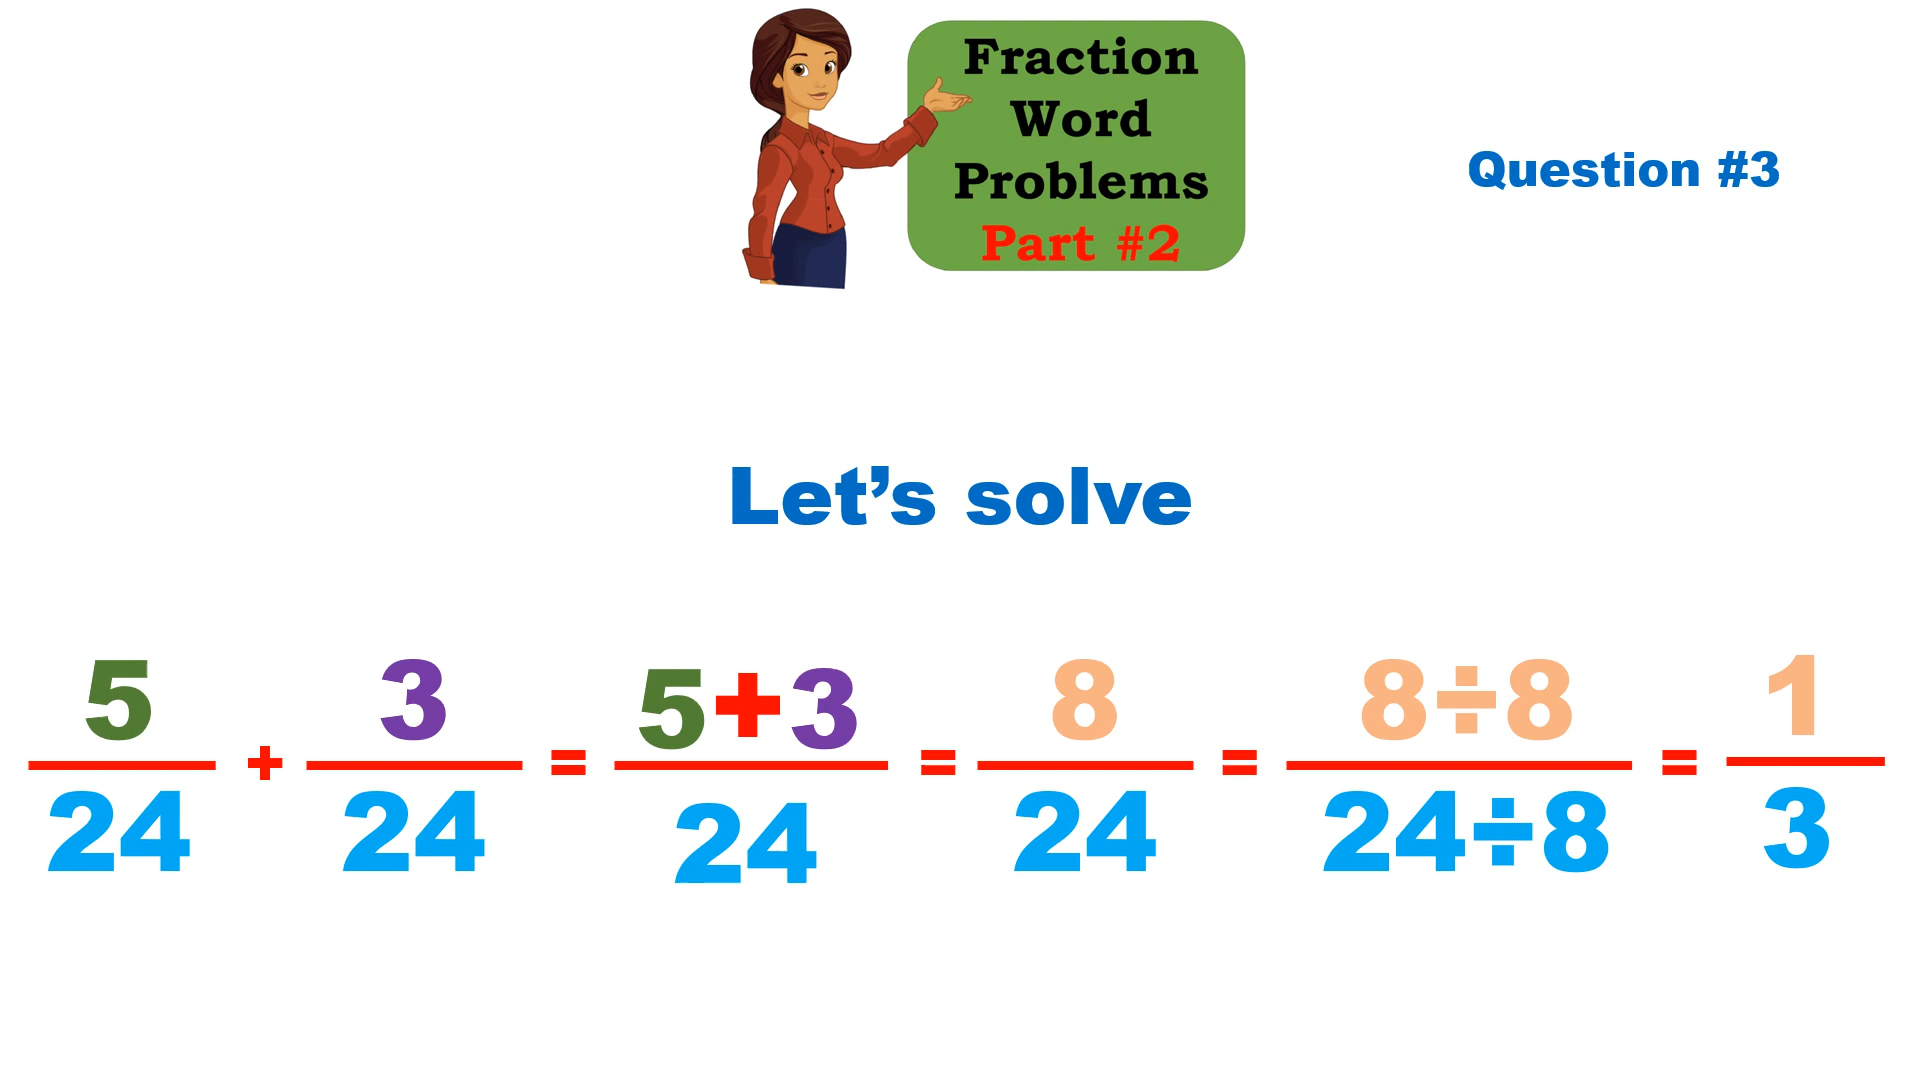 Fraction
Word
Problems
Part #2
Question #3
Let’s solve
5/24 + 3/24 = 5+3/24 = 8/24 = 8÷8/24÷8 = 1/3